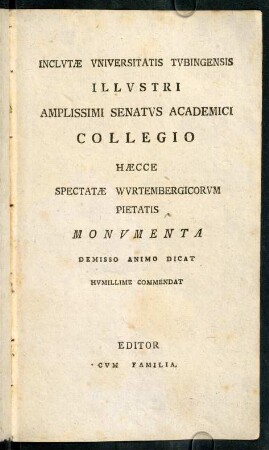 INCLVTÆ VNIVERSITATIS TVBINGENSIS
ILLVSTRI
AMPLISSIMI SENATVS ACADEMICI
COLLEGIO
HÆCCE
SPECTATÆ WVRTEMBERGICORVM
PIETATIS
MONVMENTA
DEMISSO ANIMO DICAT
HVMILLIME COMMENDAT
EDITOR
CVM FAMILIA.